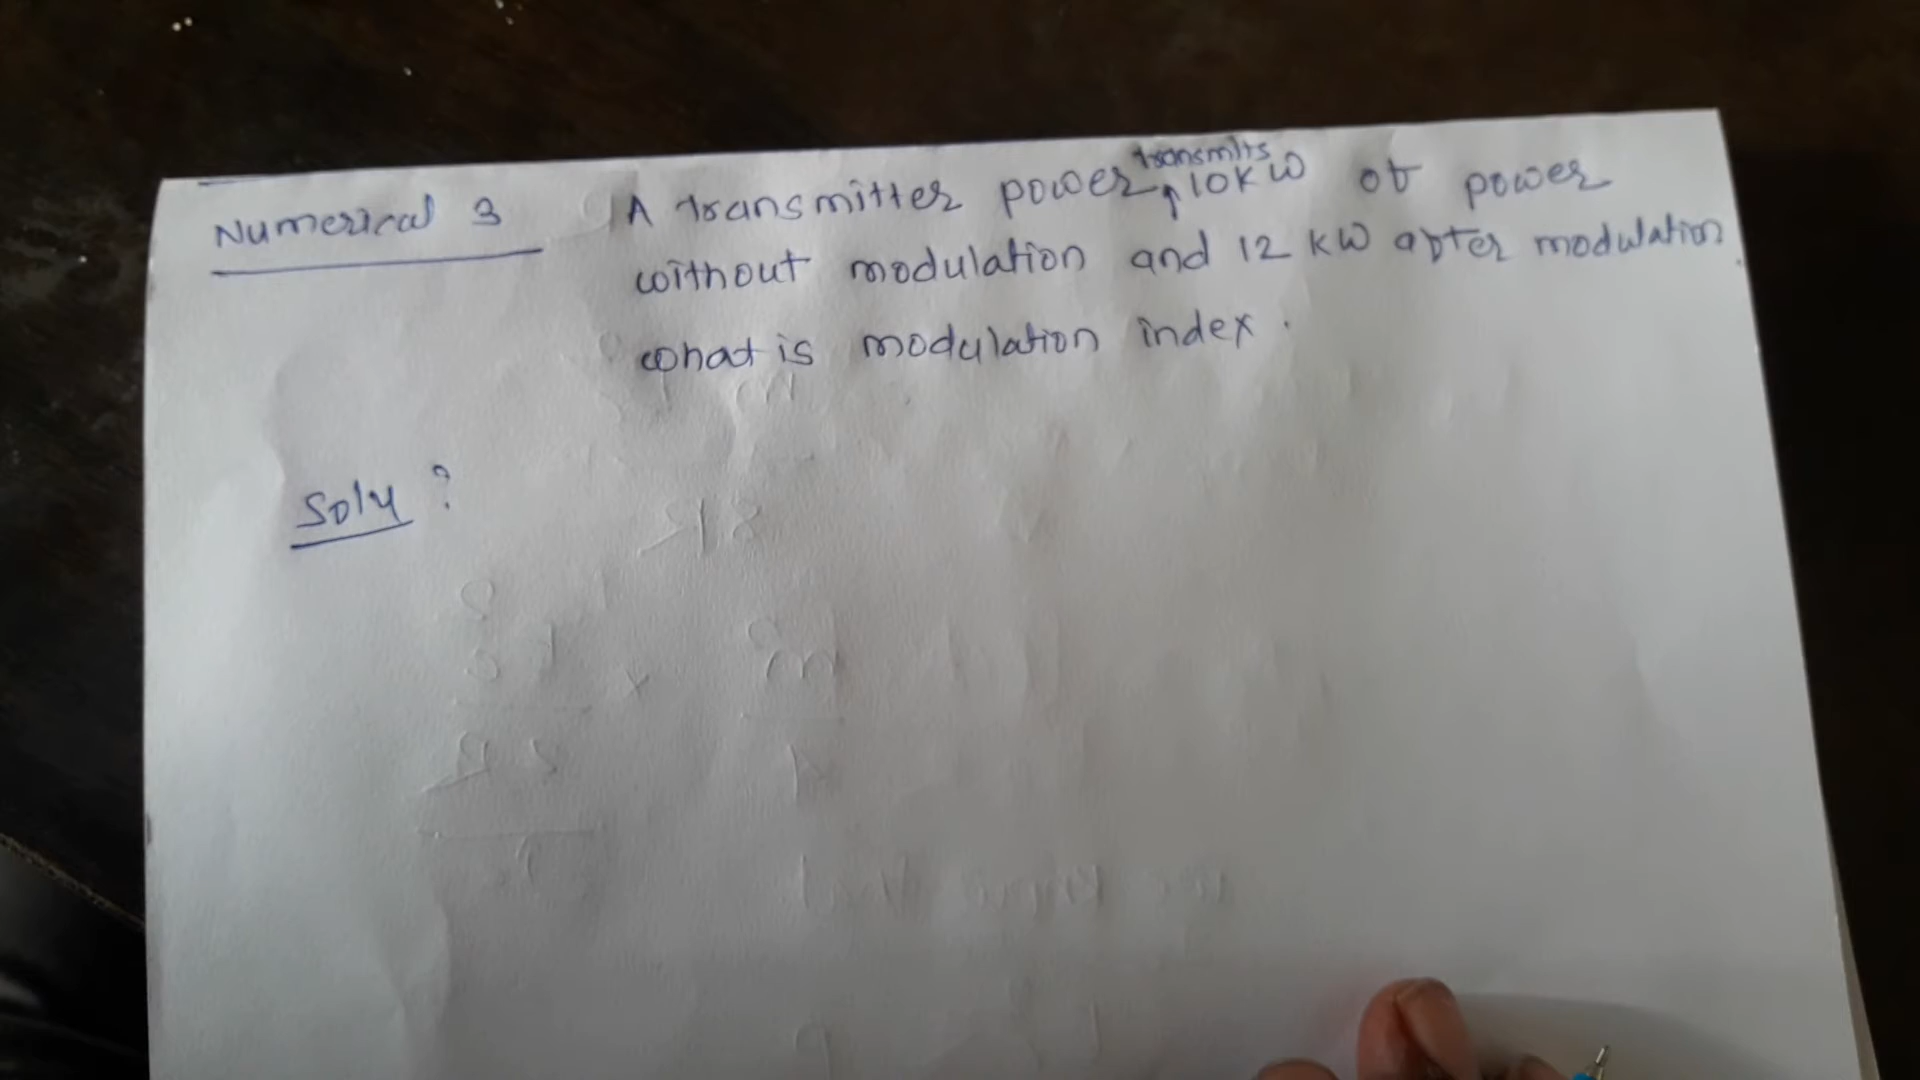 Numerical 3 A transmitter power transmits 10KW of power
without modulation and 12 KW after modulation
what is modulation index.
Soly :